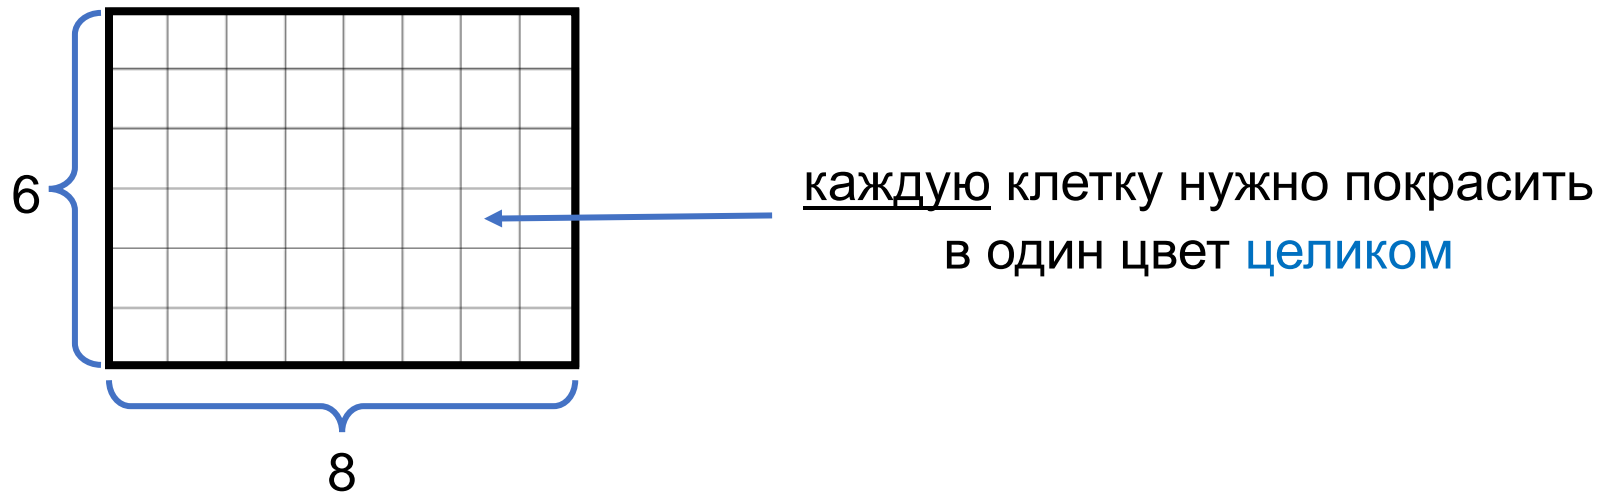 6
каждую клетку нужно покрасить
в один цвет целиком
8